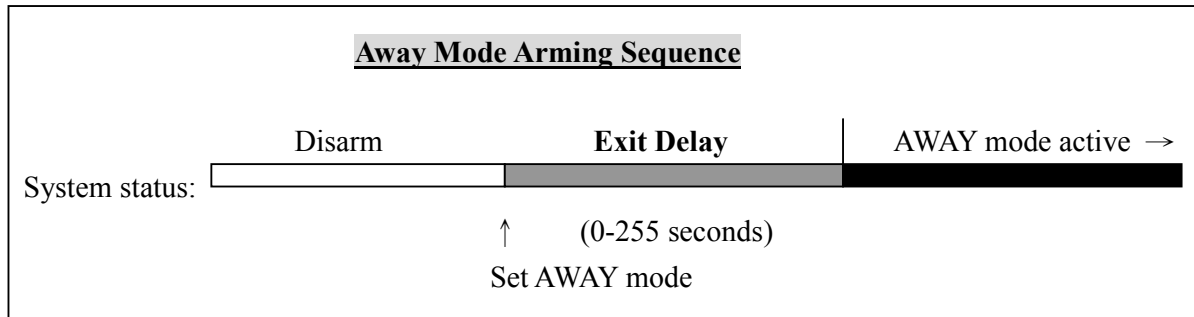 Away Mode Arming Sequence
Disarm Exit Delay AWAY mode active →
System status:
↑ (0-255 seconds)
Set AWAY mode